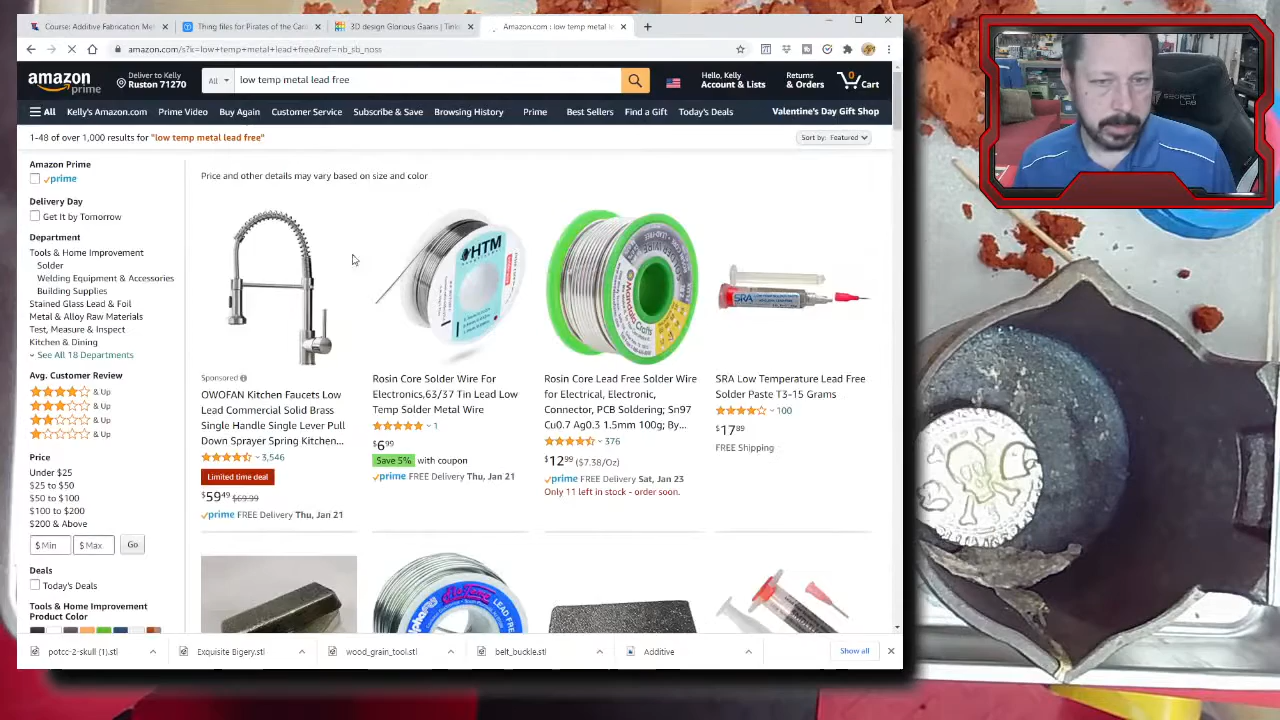 Course: Additive Fabrication Me
Thing files for Pirates of the Car
3D design Glorious Gaaris | Tink
Amazon.com : low temp metal le
amazon.com/s?k=low+temp+metal+lead+free&ref=nb_sb_noss
amazon prime
Deliver to Kelly
Ruston 71270
All
low temp metal lead free
Hello, Kelly
Account & Lists
Returns
& Orders
0
Cart
All
Kelly's Amazon.com
Prime Video
Buy Again
Customer Service
Subscribe & Save
Browsing History
Prime
Best Sellers
Find a Gift
Today's Deals
Valentine's Day Gift Shop
1-48 of over 1,000 results for "low temp metal lead free"
Sort by: Featured
Amazon Prime
prime
Delivery Day
Get It by Tomorrow
Department
Tools & Home Improvement
Solder
Welding Equipment & Accessories
Building Supplies
Stained Glass Lead & Foil
Metal & Alloy Raw Materials
Test, Measure & Inspect
Kitchen & Dining
See All 18 Departments
Avg. Customer Review
& Up
& Up
& Up
& Up
Price
Under $25
$25 to $50
$50 to $100
$100 to $200
$200 & Above
$ Min
$ Max
Go
Deals
Today's Deals
Tools & Home Improvement
Product Color
Price and other details may vary based on size and color
Sponsored
OWOFAN Kitchen Faucets Low
Lead Commercial Solid Brass
Single Handle Single Lever Pull
Down Sprayer Spring Kitchen...
3,546
Limited time deal
$59.49 $69.99
prime FREE Delivery Thu, Jan 21
HTM
Rosin Core Solder Wire For
Electronics,63/37 Tin Lead Low
Temp Solder Metal Wire
1
$6.99
Save 5% with coupon
prime FREE Delivery Thu, Jan 21
Rosin Core Lead Free Solder Wire
for Electrical, Electronic,
Connector, PCB Soldering; Sn97
Cu0.7 Ag0.3 1.5mm 100g; By...
376
$12.99 ($7.38/Oz)
prime FREE Delivery Sat, Jan 23
Only 11 left in stock - order soon.
SRA
SRA Low Temperature Lead Free
Solder Paste T3-15 Grams
100
$17.89
FREE Shipping
LEAD FREE
potcc-2-skull (1).stl
Exquisite Bigery.stl
wood_grain_tool.stl
belt_buckle.stl
Additive
Show all
SECRET
LAB